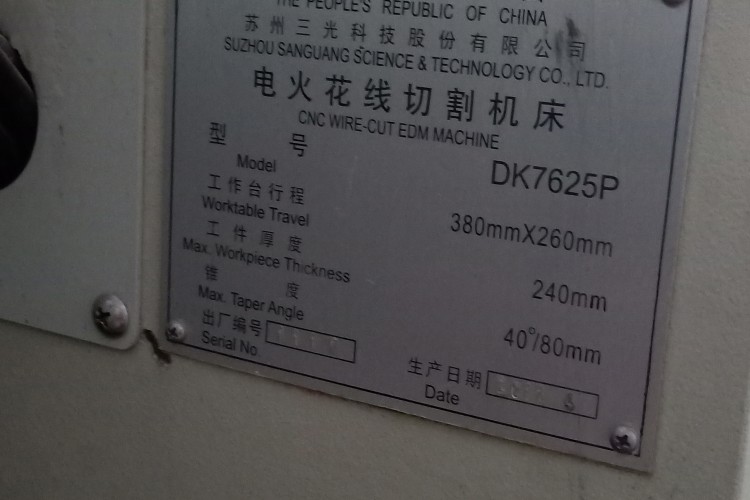 THE PEOPLE'S REPUBLIC OF CHINA
苏州三光科技股份有限公司
SUZHOU SANGUANG SCIENCE & TECHNOLOGY CO., LTD.
电火花线切割机床
CNC WIRE-CUT EDM MACHINE
型号 DK7625P
Model
工作台行程 380mmX260mm
Worktable Travel
工件厚度 240mm
Max. Workpiece Thickness
锥度 40°/80mm
Max. Taper Angle
出厂编号
Serial No.
生产日期
Date